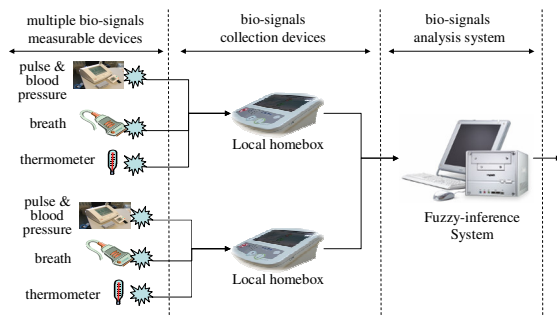 multiple bio-signals
measurable devices
bio-signals
collection devices
bio-signals
analysis system
pulse &
blood
pressure
breath
thermometer
Local homebox
pulse &
blood
pressure
breath
thermometer
Local homebox
Fuzzy-inference
System